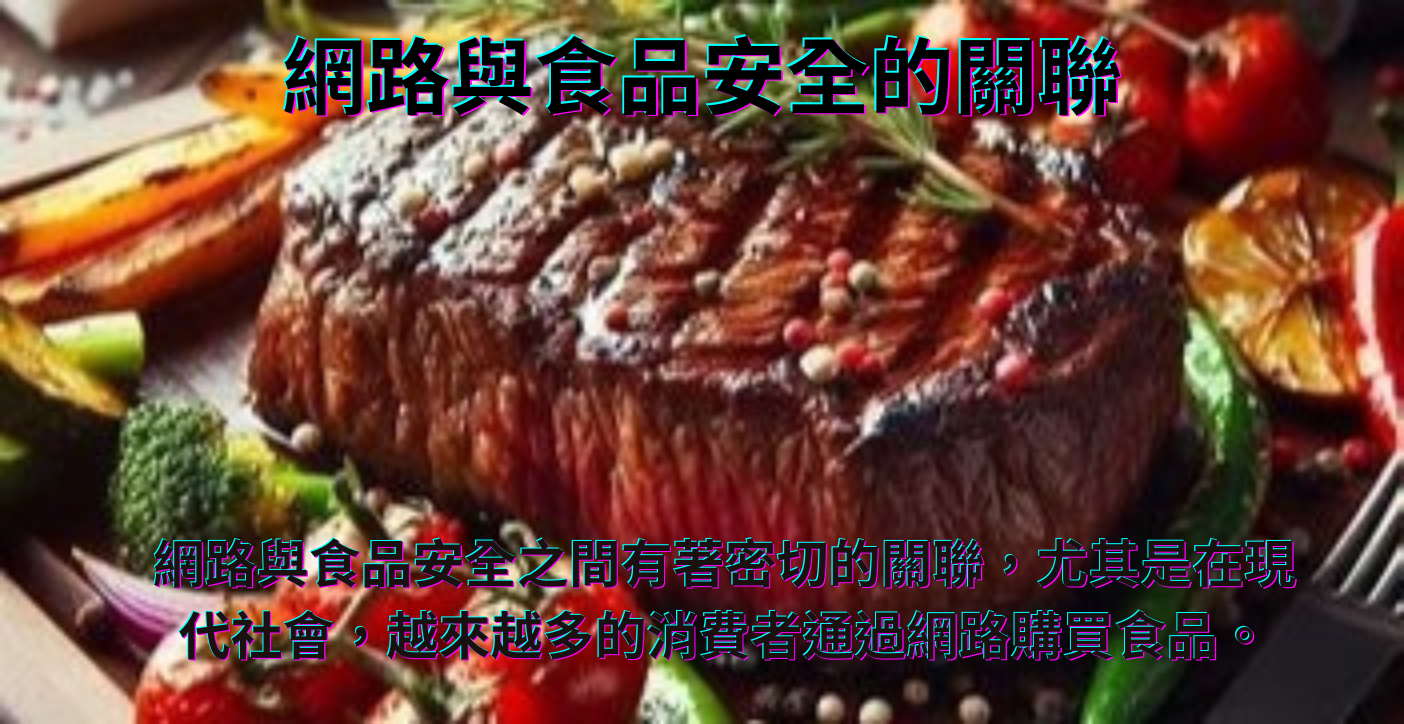 網路與食品安全的關聯
網路與食品安全之間有著密切的關聯，尤其是在現
代社會，越來越多的消費者通過網路購買食品。